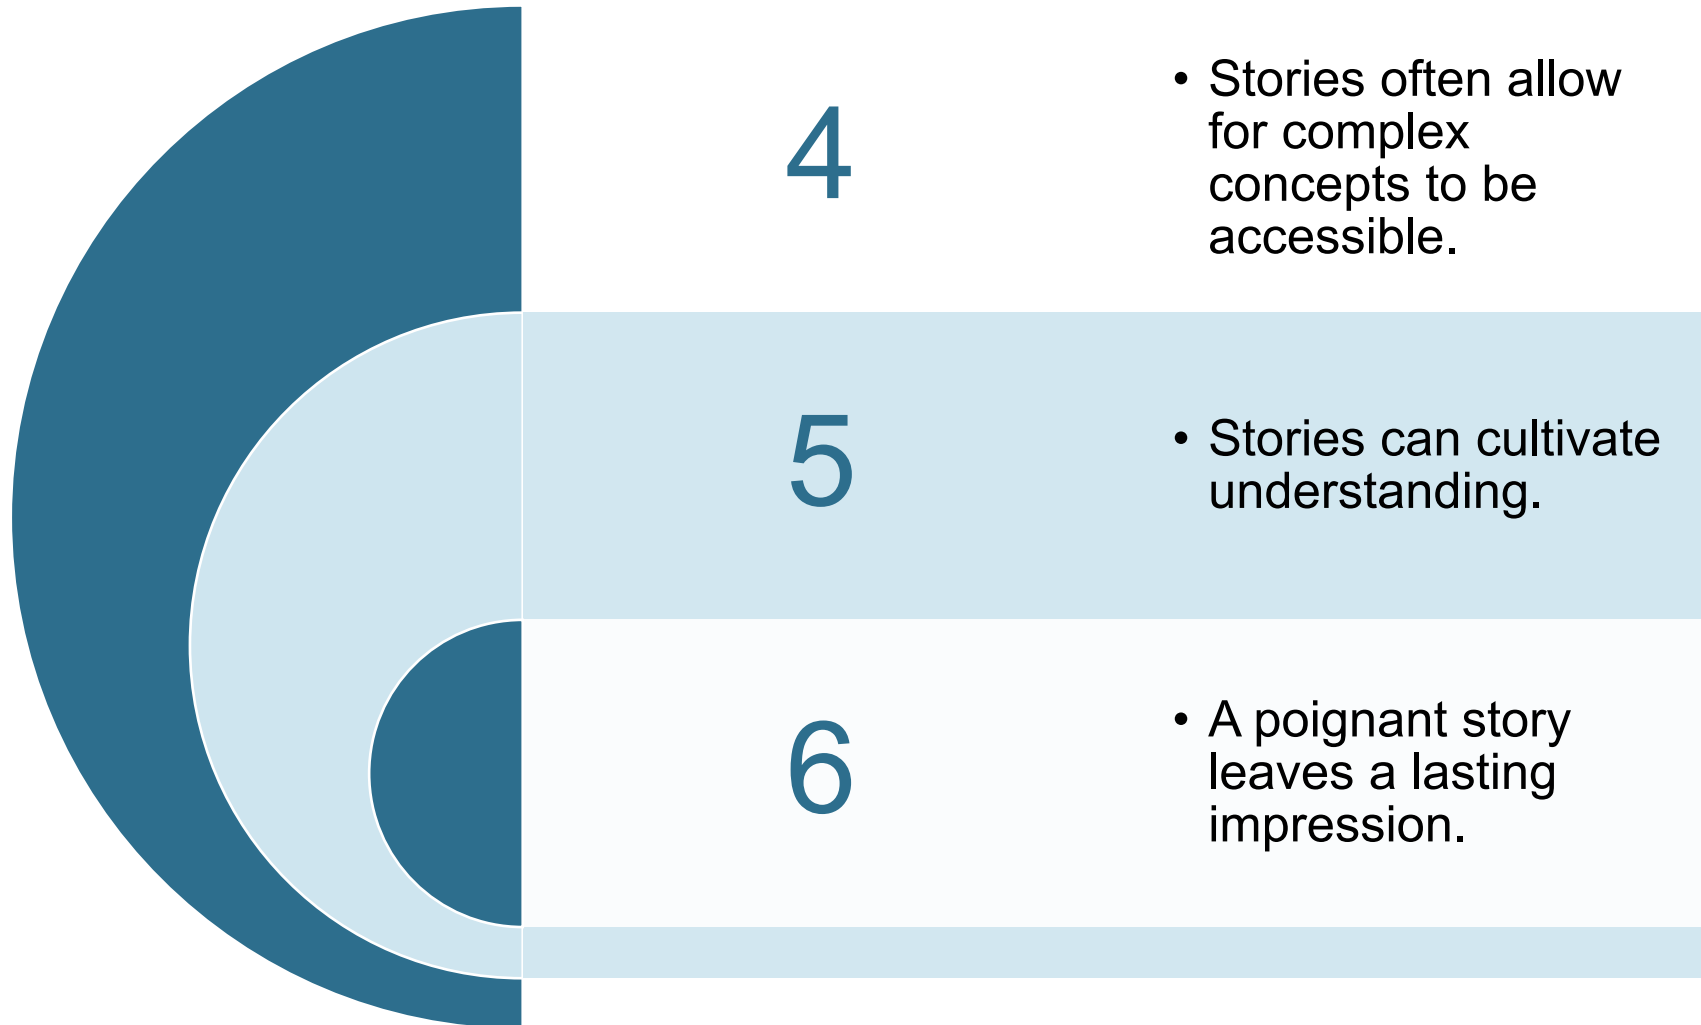 4
• Stories often allow
for complex
concepts to be
accessible.
5
• Stories can cultivate
understanding.
6
• A poignant story
leaves a lasting
impression.